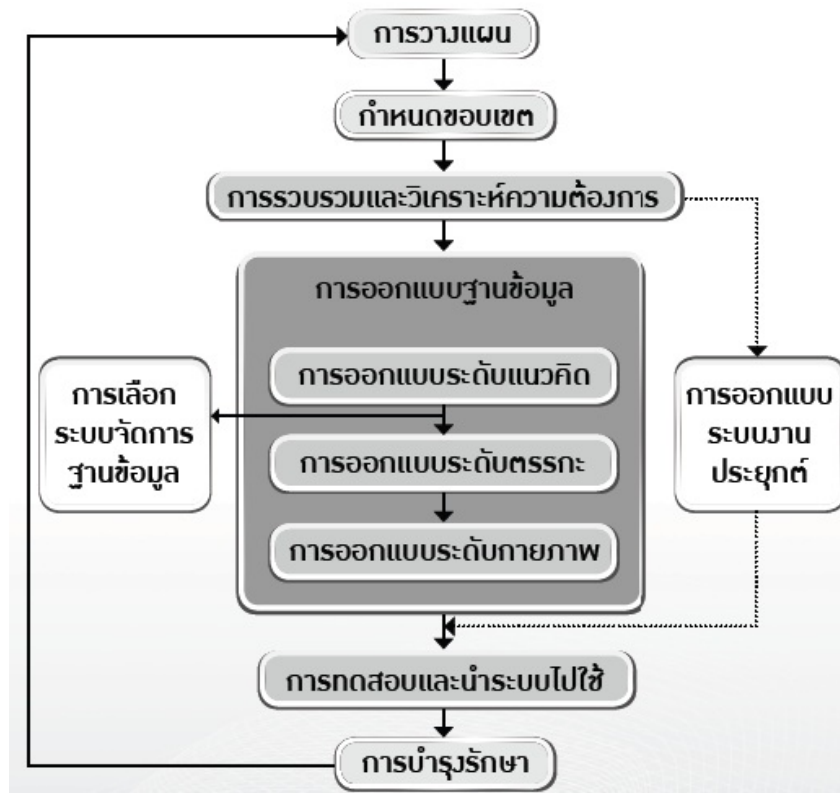 การวางแผน
กำหนดขอบเขต
การรวบรวมและวิเคราะห์ความต้องการ
การออกแบบฐานข้อมูล
การออกแบบระดับแนวคิด
การเลือก
ระบบจัดการ
ฐานข้อมูล
การออกแบบระดับตรรกะ
การออกแบบระดับกายภาพ
การออกแบบ
ระบบงาน
ประยุกต์
การทดสอบและนำระบบไปใช้
การบำรุงรักษา